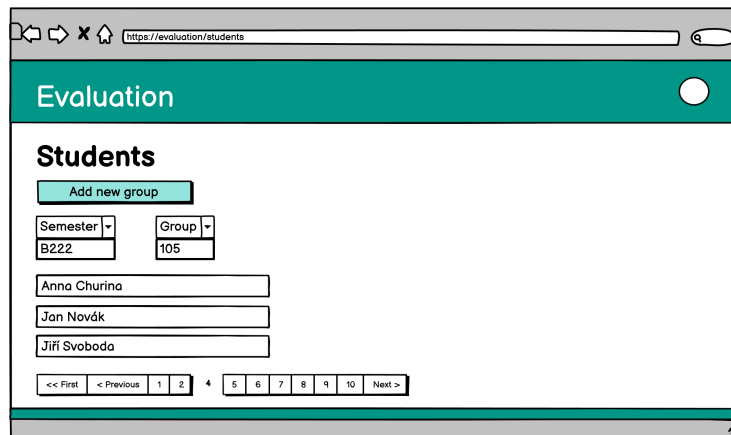 https://evaluation/students
Evaluation
Students
Add new group
Semester Group
B222 105
Anna Churina
Jan Novák
Jiří Svoboda
<< First < Previous 1 2 4 5 6 7 8 9 10 Next >